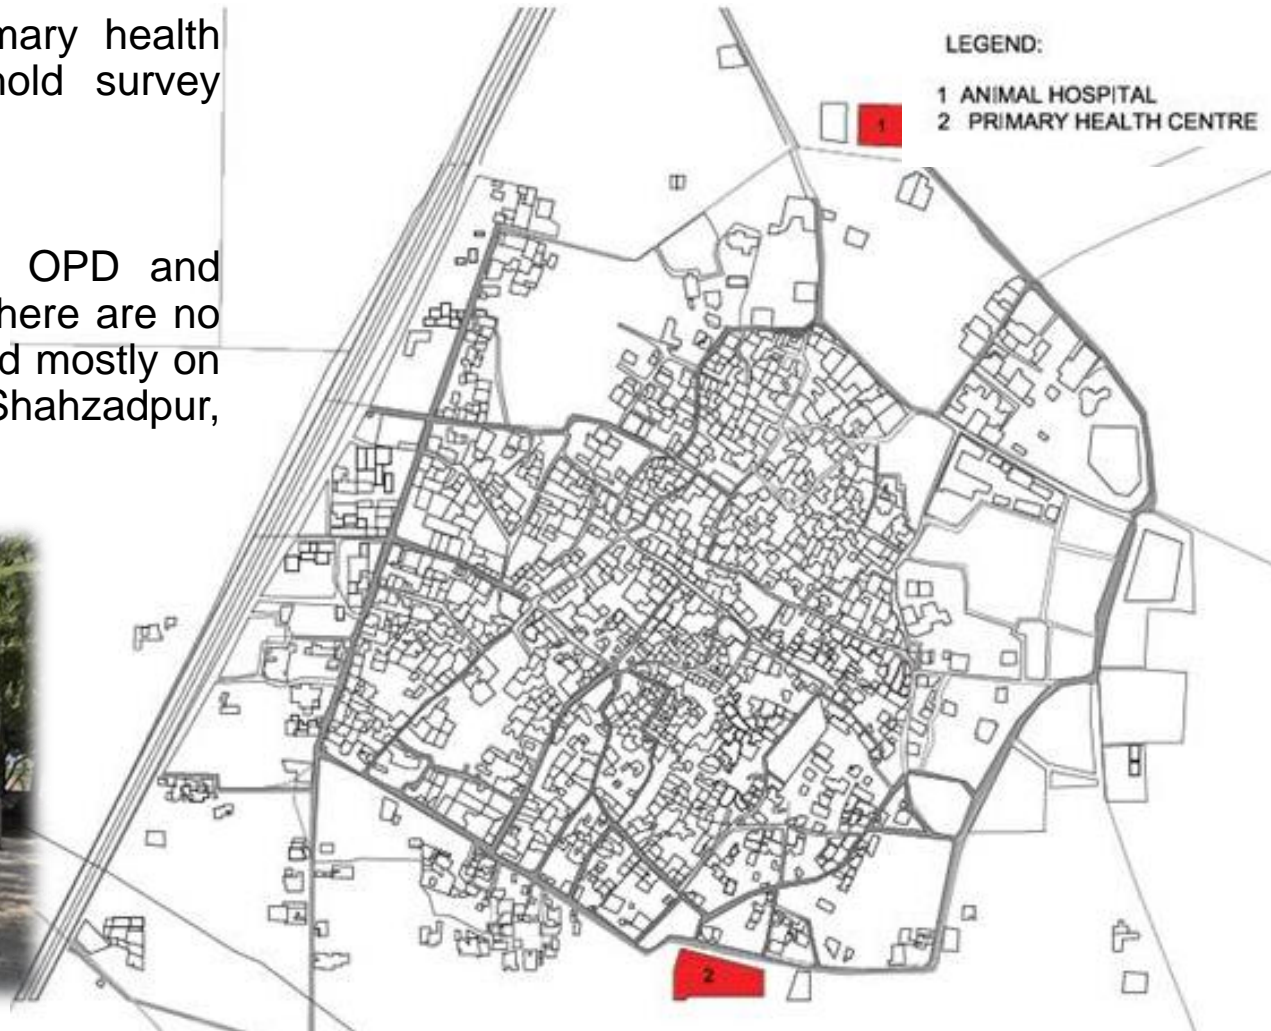 mary health
hold survey
OPD and
here are no
d mostly on
Shahzadpur,
LEGEND:
1 ANIMAL HOSPITAL
2 PRIMARY HEALTH CENTRE
1
2